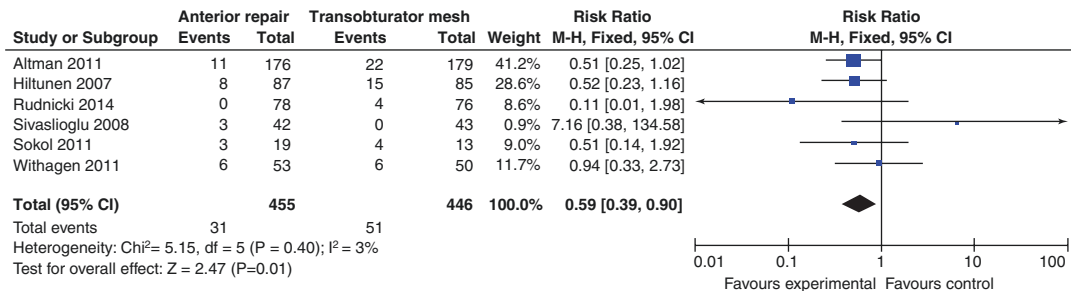 Anterior repair Transobturator mesh Risk Ratio Risk Ratio
Study or Subgroup Events Total Events Total Weight M-H, Fixed, 95% CI M-H, Fixed, 95% CI
Altman 2011 11 176 22 179 41.2% 0.51 [0.25, 1.02]
Hiltunen 2007 8 87 15 85 28.6% 0.52 [0.23, 1.16]
Rudnicki 2014 0 78 4 76 8.6% 0.11 [0.01, 1.98]
Sivaslioglu 2008 3 42 0 43 0.9% 7.16 [0.38, 134.58]
Sokol 2011 3 19 4 13 9.0% 0.51 [0.14, 1.92]
Withagen 2011 6 53 6 50 11.7% 0.94 [0.33, 2.73]
Total (95% CI) 455 446 100.0% 0.59 [0.39, 0.90]
Total events 31 51
Heterogeneity: Chi²= 5.15, df = 5 (P = 0.40); I² = 3%
Test for overall effect: Z = 2.47 (P=0.01)
0.01 0.1 1 10 100
Favours experimental Favours control